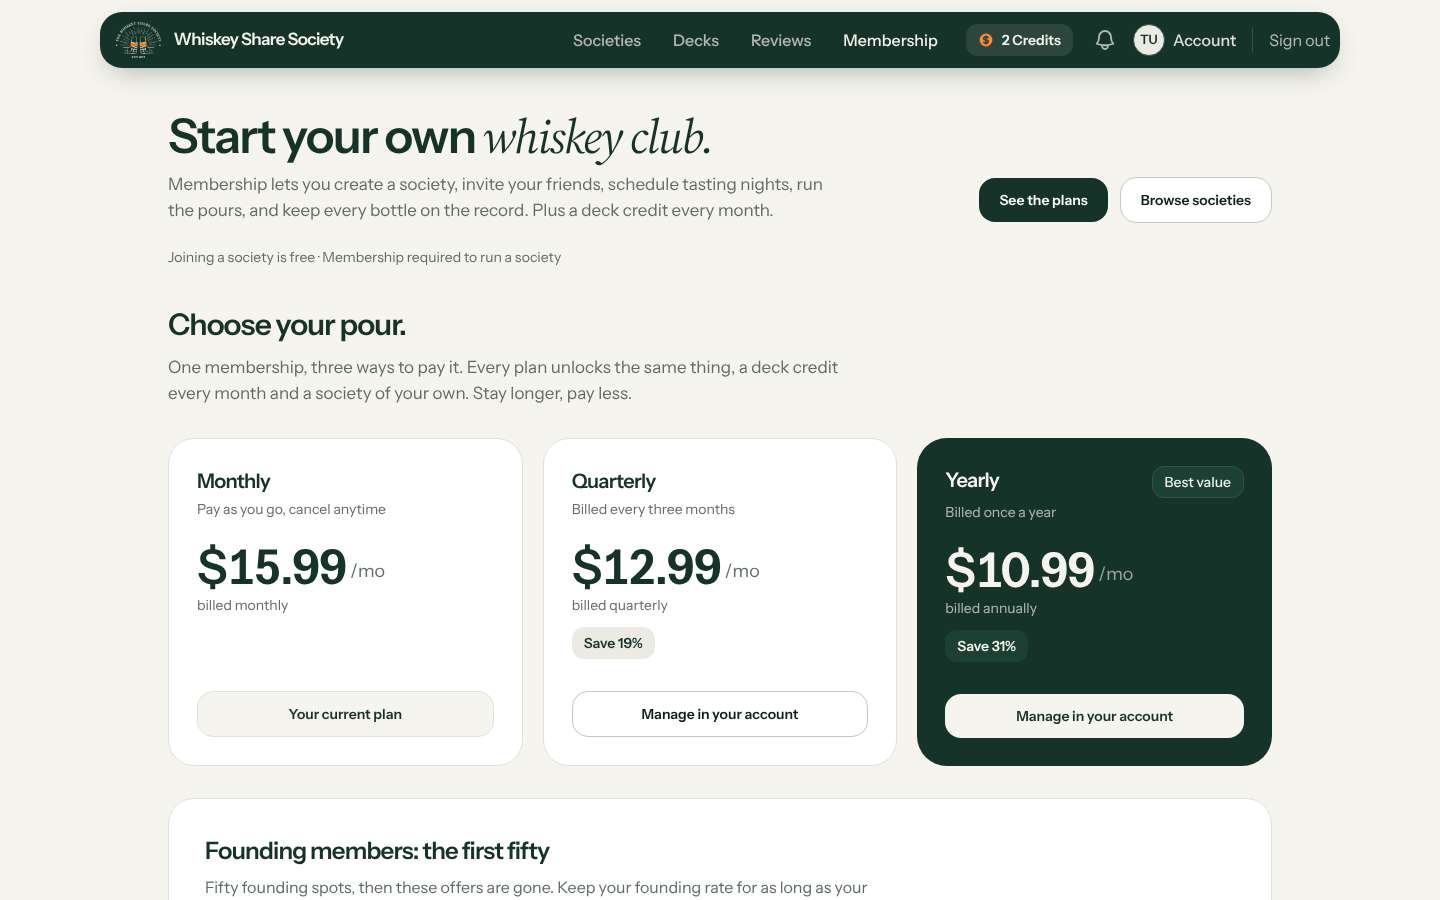 Whiskey Share Society
Societies
Decks
Reviews
Membership
2 Credits
TU
Account
Sign out
Start your own whiskey club.
Membership lets you create a society, invite your friends, schedule tasting nights, run
the pours, and keep every bottle on the record. Plus a deck credit every month.
See the plans
Browse societies
Joining a society is free · Membership required to run a society
Choose your pour.
One membership, three ways to pay it. Every plan unlocks the same thing, a deck credit
every month and a society of your own. Stay longer, pay less.
Monthly
Pay as you go, cancel anytime
$15.99 /mo
billed monthly
Your current plan
Quarterly
Billed every three months
$12.99 /mo
billed quarterly
Save 19%
Manage in your account
Yearly
Best value
Billed once a year
$10.99 /mo
billed annually
Save 31%
Manage in your account
Founding members: the first fifty
Fifty founding spots, then these offers are gone. Keep your founding rate for as long as your